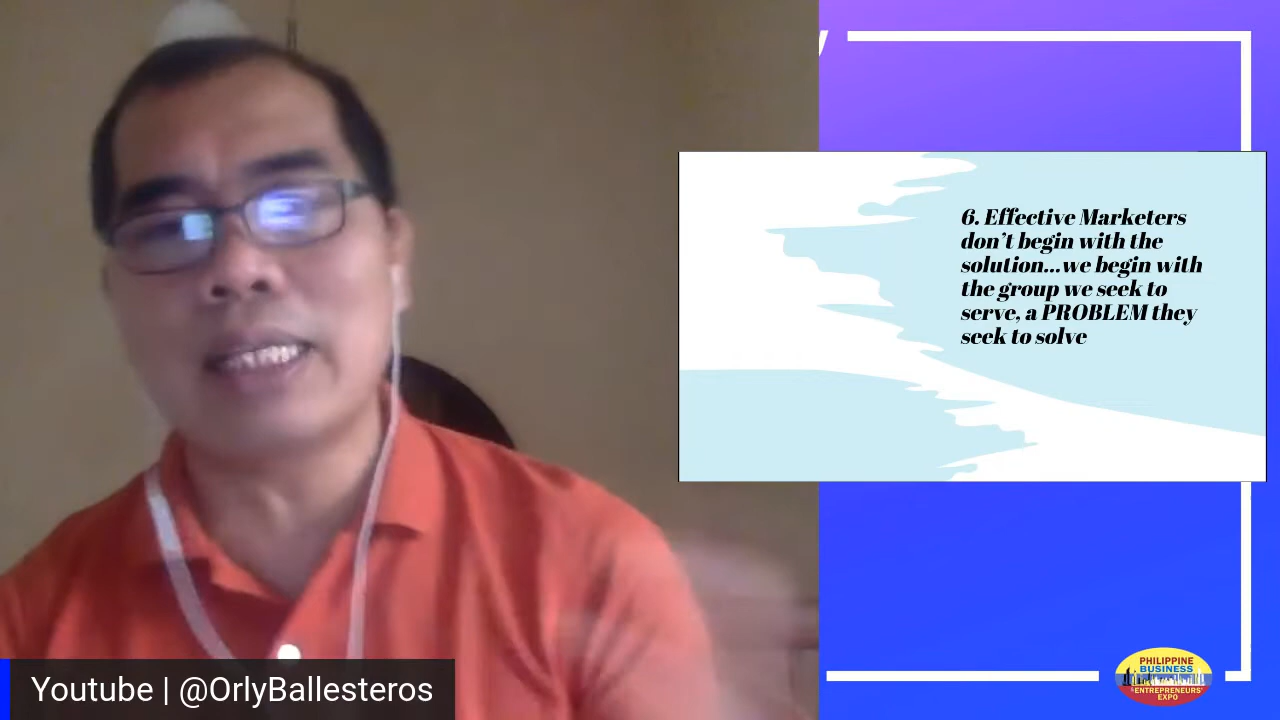 6. Effective Marketers
don't begin with the
solution...we begin with
the group we seek to
serve, a PROBLEM they
seek to solve
Youtube | @OrlyBallesteros
PHILIPPINE
BUSINESS
& ENTREPRENEURS'
EXPO